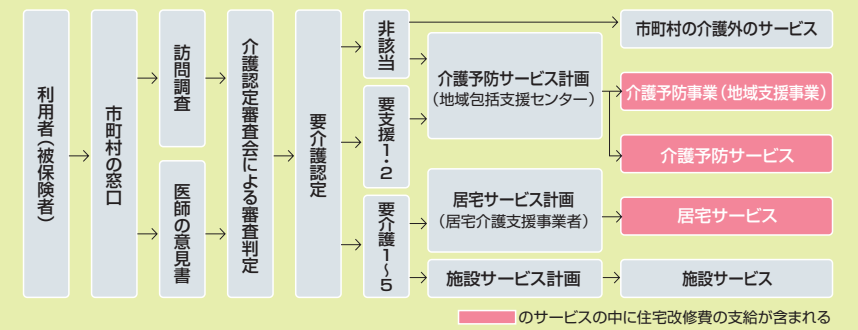 利用者(被保険者)
市町村の窓口
訪問調査
医師の意見書
介護認定審査会による審査判定
要介護認定
非該当
要支援1・2
要介護1〜5
介護予防サービス計画
(地域包括支援センター)
居宅サービス計画
(居宅介護支援事業者)
施設サービス計画
市町村の介護外のサービス
介護予防事業(地域支援事業)
介護予防サービス
居宅サービス
施設サービス
のサービスの中に住宅改修費の支給が含まれる